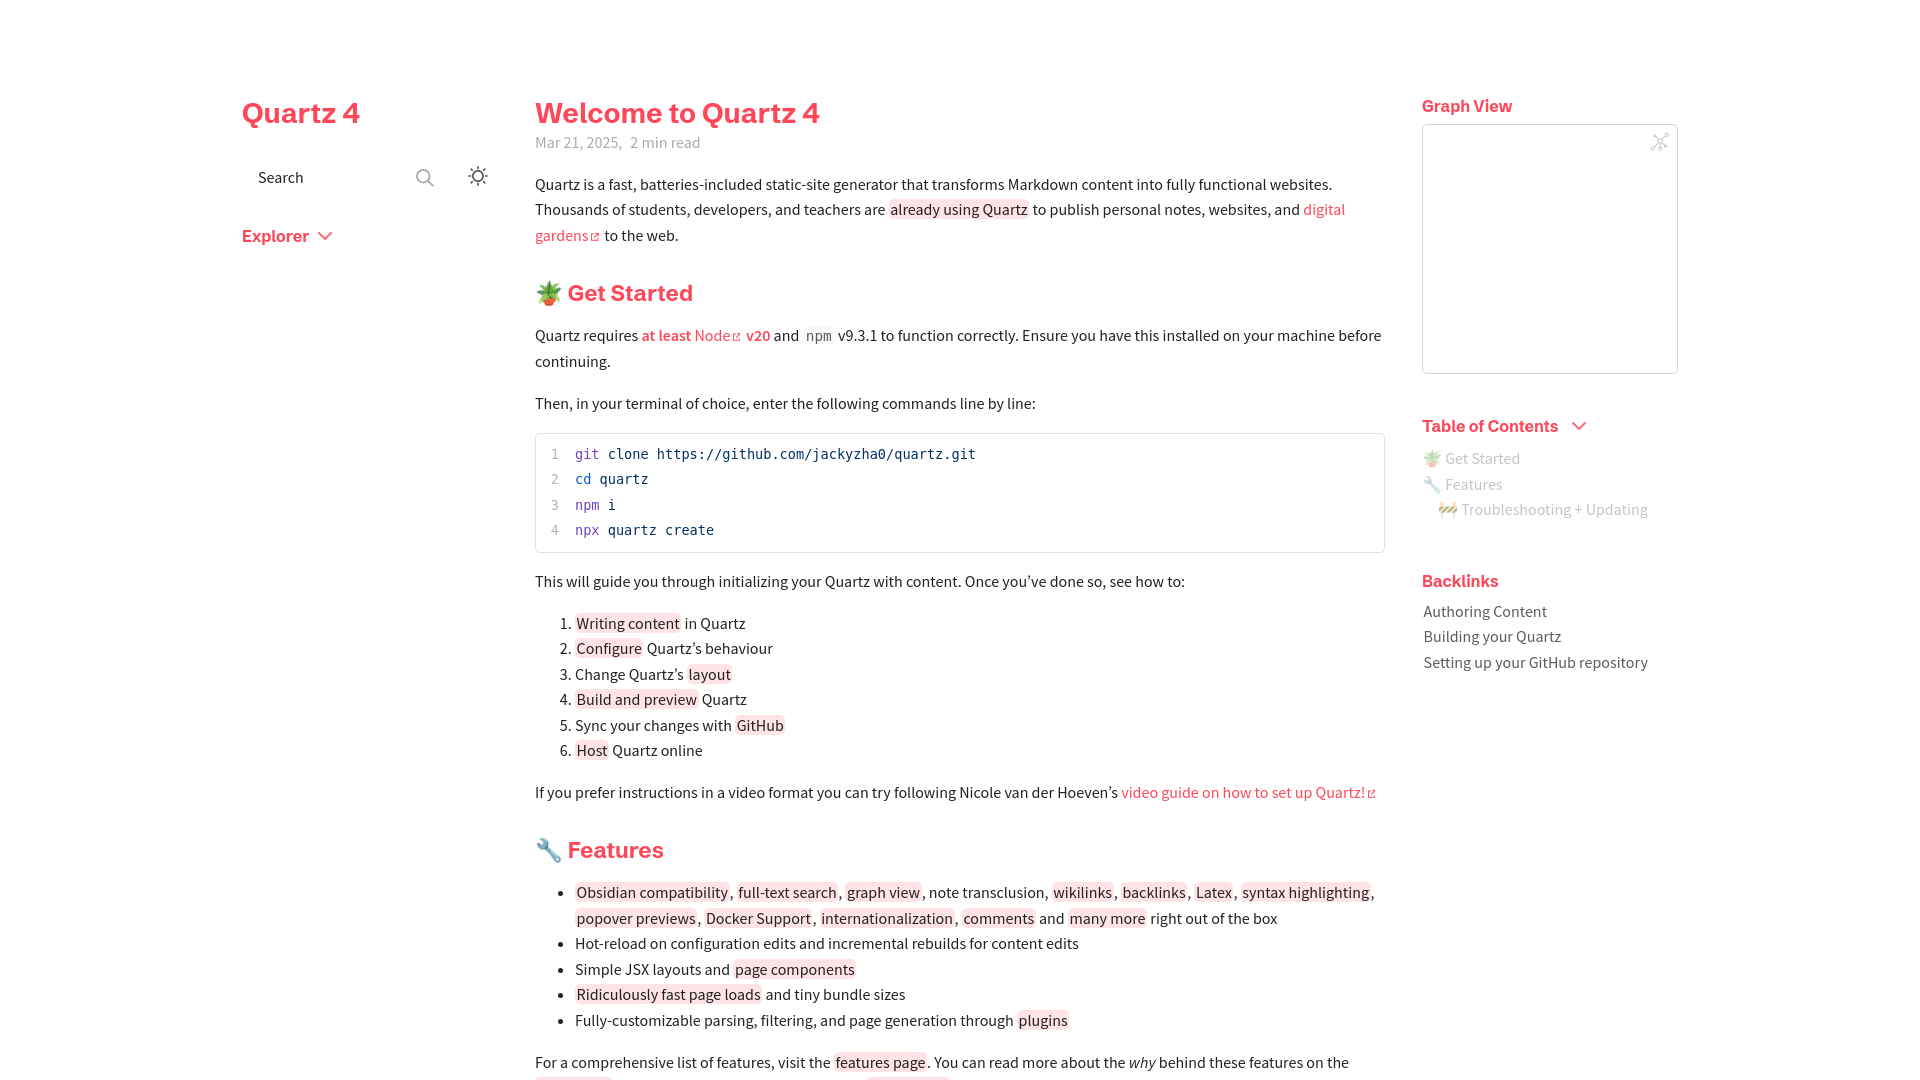 Quartz 4
Search
Explorer
Welcome to Quartz 4
Mar 21, 2025, 2 min read
Quartz is a fast, batteries-included static-site generator that transforms Markdown content into fully functional websites.
Thousands of students, developers, and teachers are already using Quartz to publish personal notes, websites, and digital
gardens to the web.
🪴 Get Started
Quartz requires at least Node v20 and npm v9.3.1 to function correctly. Ensure you have this installed on your machine before
continuing.
Then, in your terminal of choice, enter the following commands line by line:
1 git clone https://github.com/jackyzha0/quartz.git
2 cd quartz
3 npm i
4 npx quartz create
This will guide you through initializing your Quartz with content. Once you’ve done so, see how to:
1. Writing content in Quartz
2. Configure Quartz’s behaviour
3. Change Quartz’s layout
4. Build and preview Quartz
5. Sync your changes with GitHub
6. Host Quartz online
If you prefer instructions in a video format you can try following Nicole van der Hoeven’s video guide on how to set up Quartz!
🔧 Features
• Obsidian compatibility, full-text search, graph view, note transclusion, wikilinks, backlinks, Latex, syntax highlighting,
popover previews, Docker Support, internationalization, comments and many more right out of the box
• Hot-reload on configuration edits and incremental rebuilds for content edits
• Simple JSX layouts and page components
• Ridiculously fast page loads and tiny bundle sizes
• Fully-customizable parsing, filtering, and page generation through plugins
For a comprehensive list of features, visit the features page. You can read more about the why behind these features on the
Graph View
Table of Contents
🪴 Get Started
🔧 Features
🚧 Troubleshooting + Updating
Backlinks
Authoring Content
Building your Quartz
Setting up your GitHub repository